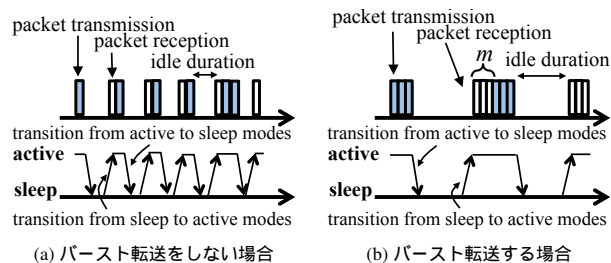 packet transmission
packet reception
idle duration
transition from active to sleep modes
active
sleep
transition from sleep to active modes
(a) バースト転送をしない場合
packet transmission
packet reception
m
idle duration
transition from active to sleep modes
active
sleep
transition from sleep to active modes
(b) バースト転送する場合